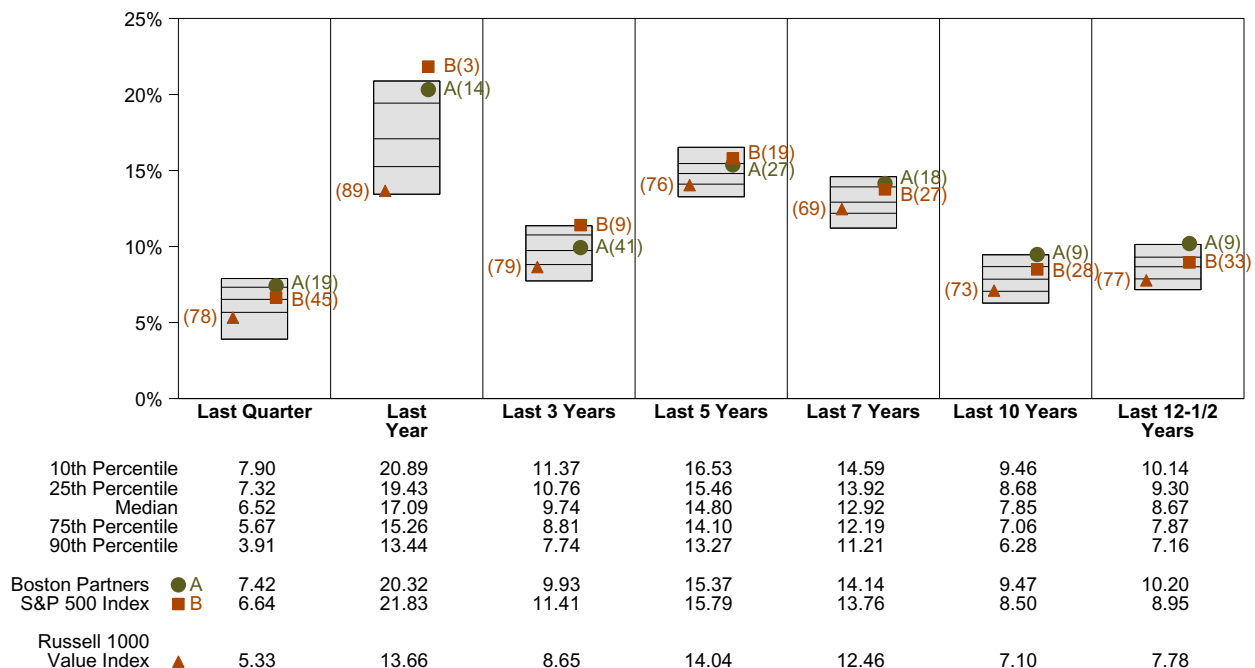 25%
20%
15%
10%
5%
0%
(78)
A(19)
B(45)
(89)
B(3)
A(14)
(79)
B(9)
A(41)
(76)
B(19)
A(27)
(69)
A(18)
B(27)
(73)
A(9)
B(28)
(77)
A(9)
B(33)
Last Quarter
Last
Year
Last 3 Years
Last 5 Years
Last 7 Years
Last 10 Years
Last 12-1/2
Years
10th Percentile 7.90 20.89 11.37 16.53 14.59 9.46 10.14
25th Percentile 7.32 19.43 10.76 15.46 13.92 8.68 9.30
Median 6.52 17.09 9.74 14.80 12.92 7.85 8.67
75th Percentile 5.67 15.26 8.81 14.10 12.19 7.06 7.87
90th Percentile 3.91 13.44 7.74 13.27 11.21 6.28 7.16
Boston Partners A 7.42 20.32 9.93 15.37 14.14 9.47 10.20
S&P 500 Index B 6.64 21.83 11.41 15.79 13.76 8.50 8.95
Russell 1000
Value Index 5.33 13.66 8.65 14.04 12.46 7.10 7.78